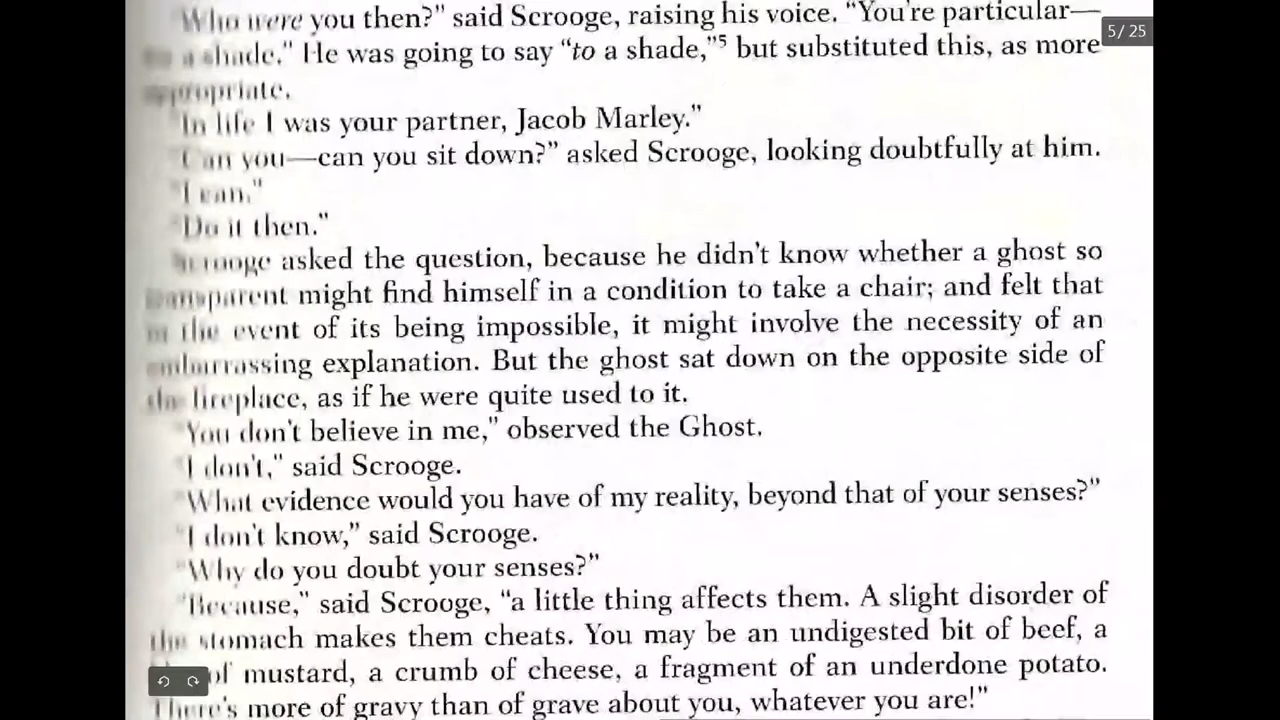 "Who were you then?" said Scrooge, raising his voice. "You're particular—
5/25
a shade." He was going to say "to a shade,"5 but substituted this, as more
appropriate.
"In life I was your partner, Jacob Marley."
"Can you—can you sit down?" asked Scrooge, looking doubtfully at him.
"I can."
"Do it then."
Scrooge asked the question, because he didn't know whether a ghost so
transparent might find himself in a condition to take a chair; and felt that
in the event of its being impossible, it might involve the necessity of an
embarrassing explanation. But the ghost sat down on the opposite side of
the fireplace, as if he were quite used to it.
"You don't believe in me," observed the Ghost.
"I don't," said Scrooge.
"What evidence would you have of my reality, beyond that of your senses?"
"I don't know," said Scrooge.
"Why do you doubt your senses?"
"Because," said Scrooge, "a little thing affects them. A slight disorder of
the stomach makes them cheats. You may be an undigested bit of beef, a
of mustard, a crumb of cheese, a fragment of an underdone potato.
There's more of gravy than of grave about you, whatever you are!"